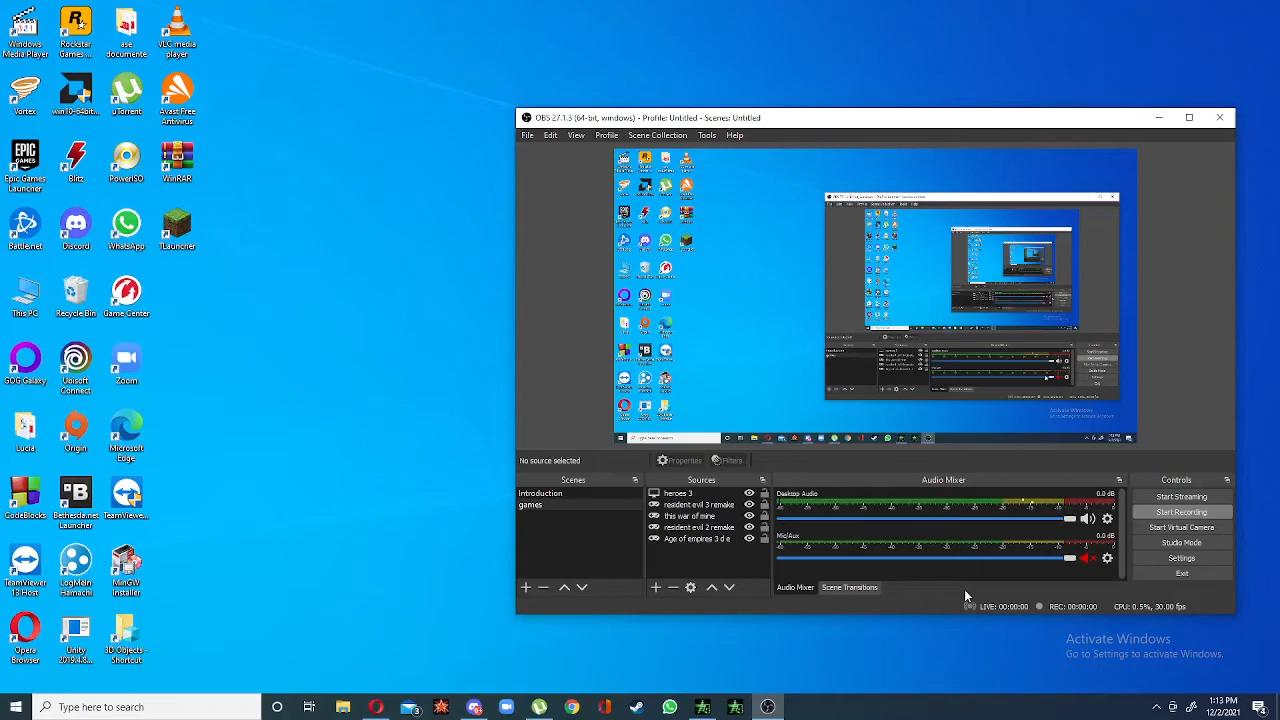 Windows Media Player
Rockstar Games ...
ase documente
VLC media player
Vortex
win10-64bit...
uTorrent
Avast Free Antivirus
Epic Games Launcher
Blitz
PowerISO
WinRAR
Battle.net
Discord
WhatsApp
TLauncher
This PC
Recycle Bin
Game Center
GOG Galaxy
Ubisoft Connect
Zoom
Lucia
Origin
Microsoft Edge
CodeBlocks
Bethesda.net Launcher
TeamView...
TeamViewer 13 Host
LogMeIn Hamachi
MinGW Installer
Opera Browser
Unity 2019.4.8...
3D Objects - Shortcut
OBS 27.1.3 (64-bit, windows) - Profile: Untitled - Scenes: Untitled
File Edit View Profile Scene Collection Tools Help
No source selected
Properties
Filters
Scenes
Introduction
games
Sources
heroes 3
resident evil 3 remake
this war of mine
resident evil 2 remake
Age of empires 3 d e
Audio Mixer
Desktop Audio
0.0 dB
Mic/Aux
0.0 dB
Audio Mixer
Scene Transitions
Controls
Start Streaming
Start Recording
Start Virtual Camera
Studio Mode
Settings
Exit
LIVE: 00:00:00
REC: 00:00:00
CPU: 0.5%, 30.00 fps
Activate Windows
Go to Settings to activate Windows.
Type here to search
1:13 PM
12/2/2021